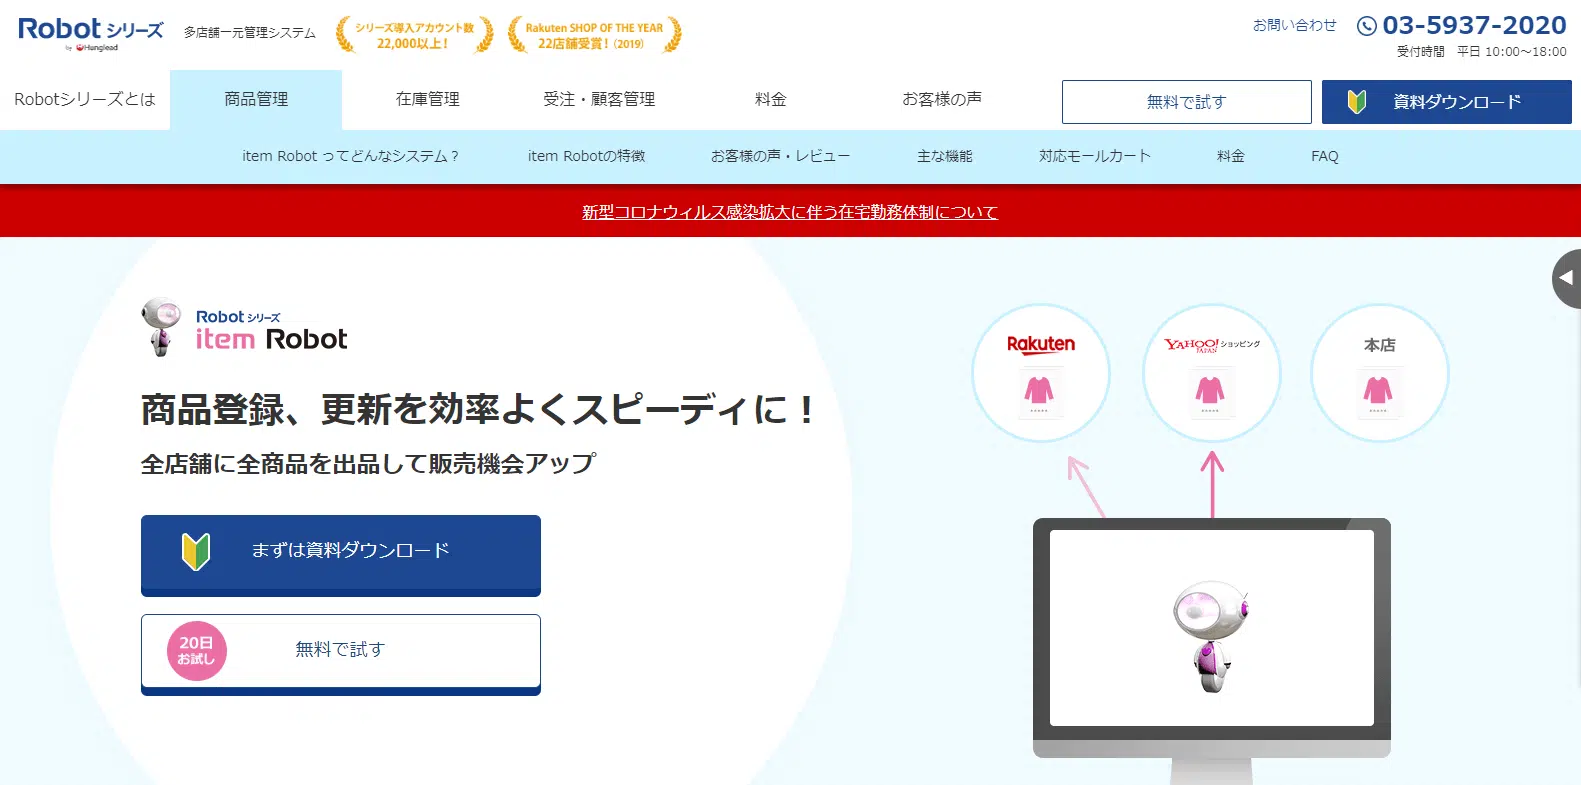 Robot シリーズ
by Hunglead
多店舗一元管理システム
シリーズ導入アカウント数
22,000以上！
Rakuten SHOP OF THE YEAR
22店舗受賞！（2019）
お問い合わせ
03-5937-2020
受付時間　平日 10:00〜18:00
Robotシリーズとは
商品管理
在庫管理
受注・顧客管理
料金
お客様の声
無料で試す
資料ダウンロード
item Robot ってどんなシステム？
item Robotの特徴
お客様の声・レビュー
主な機能
対応モールカート
料金
FAQ
新型コロナウィルス感染拡大に伴う在宅勤務体制について
Robot シリーズ
item Robot
商品登録、更新を効率よくスピーディに！
全店舗に全商品を出品して販売機会アップ
まずは資料ダウンロード
20日
お試し
無料で試す
Rakuten
YAHOO! JAPAN ショッピング
本店